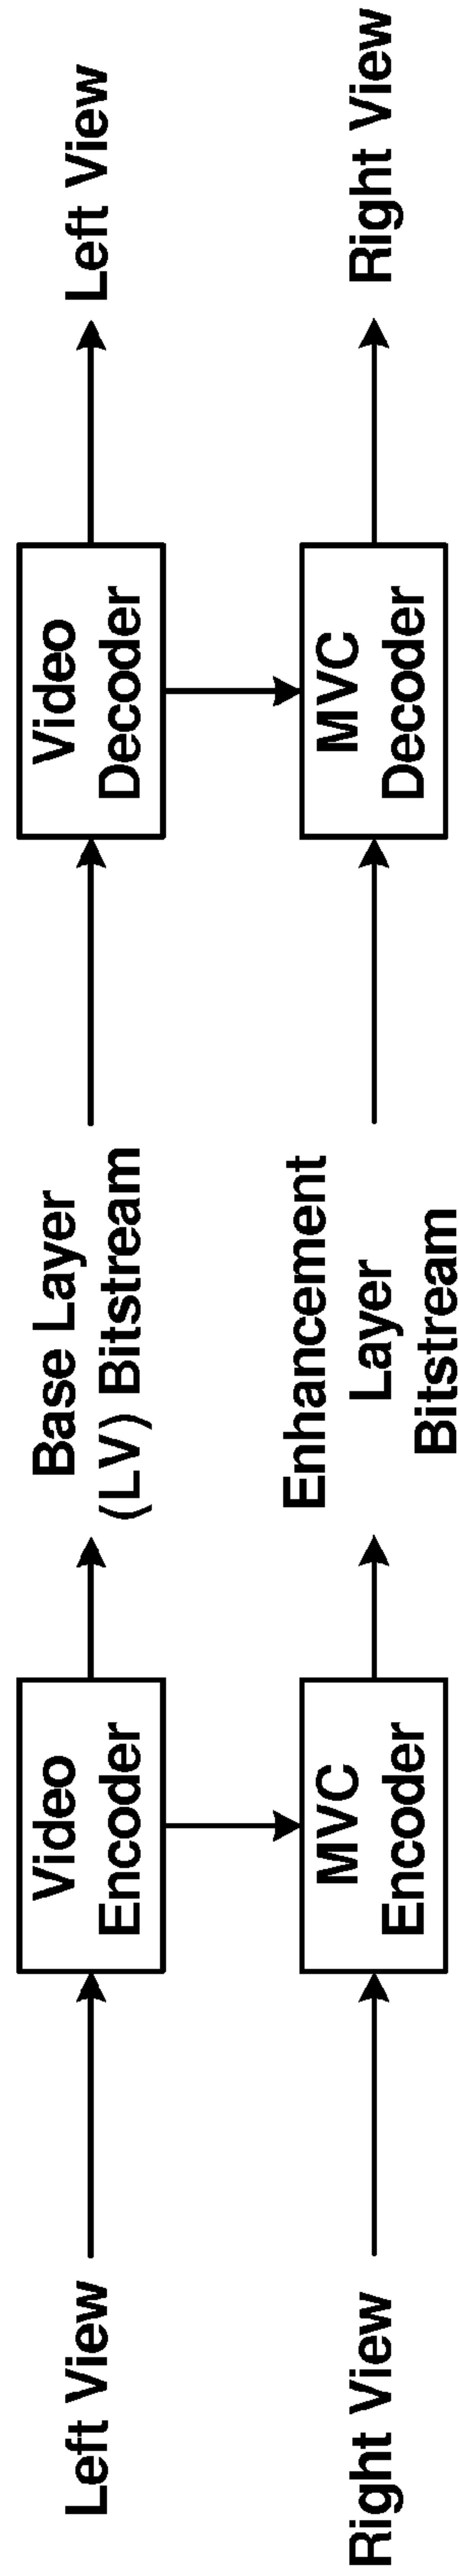 Left View
Video
Encoder
Base Layer
(LV) Bitstream
Video
Decoder
Left View
Right View
MVC
Encoder
Enhancement
Layer
Bitstream
MVC
Decoder
Right View